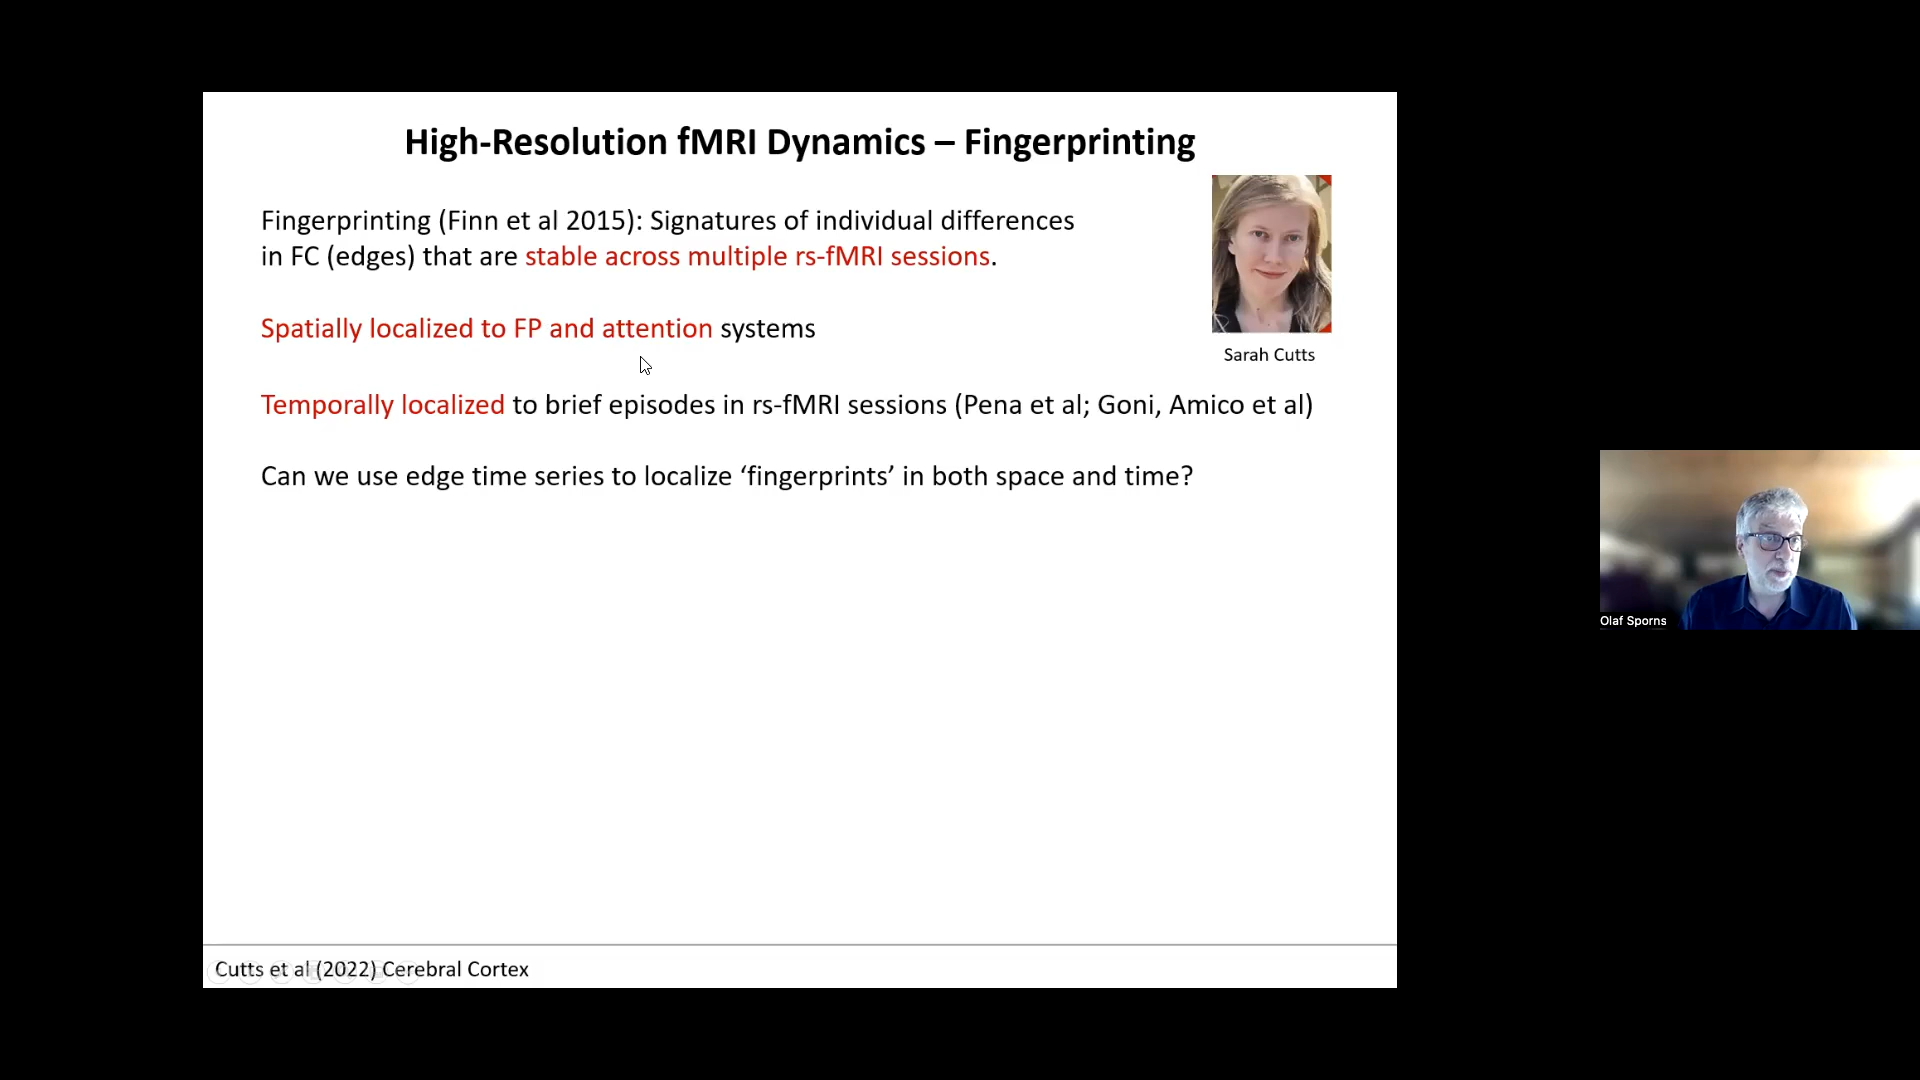 High-Resolution fMRI Dynamics – Fingerprinting
Fingerprinting (Finn et al 2015): Signatures of individual differences
in FC (edges) that are stable across multiple rs-fMRI sessions.
Spatially localized to FP and attention systems
Sarah Cutts
Temporally localized to brief episodes in rs-fMRI sessions (Pena et al; Goni, Amico et al)
Can we use edge time series to localize ‘fingerprints’ in both space and time?
Olaf Sporns
Cutts et al (2022) Cerebral Cortex